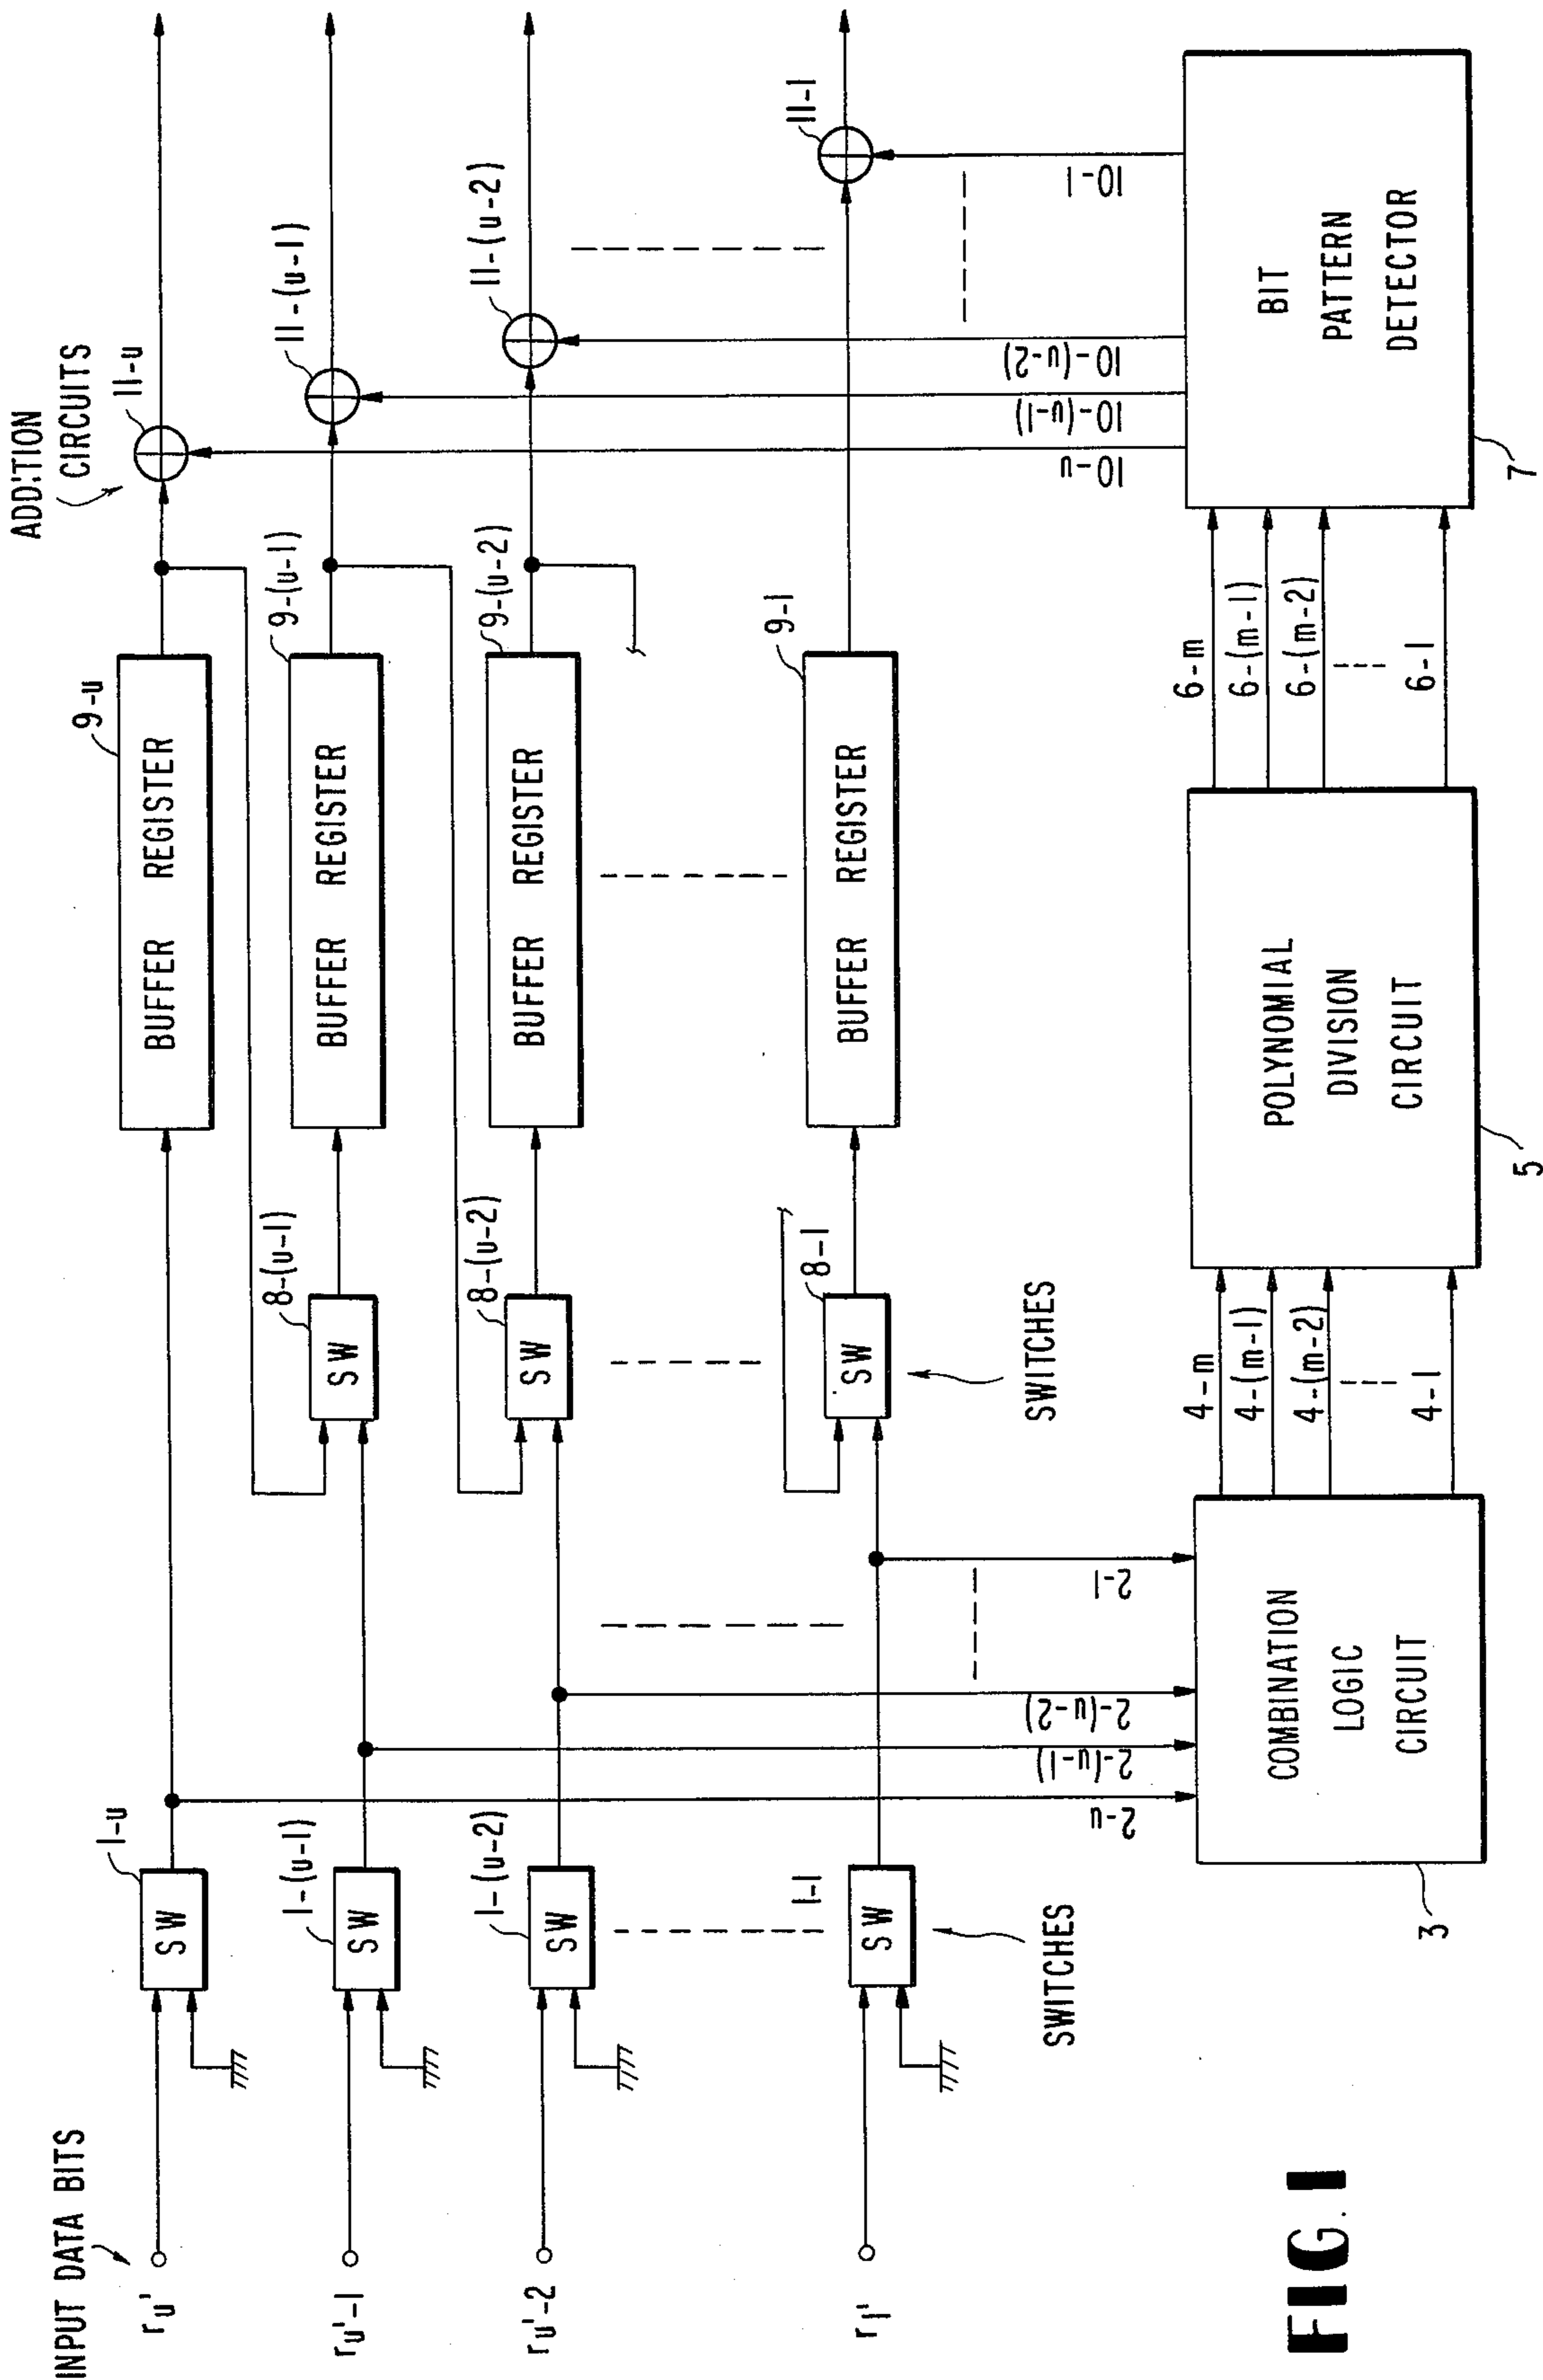 INPUT DATA BITS
ru'
ru'-1
ru'-2
r1'
1-u
SW
1-(u-1)
SW
1-(u-2)
SW
1-1
SW
SWITCHES
2-u
2-(u-1)
2-(u-2)
2-1
COMBINATION
LOGIC
CIRCUIT
3
8-(u-1)
SW
8-(u-2)
SW
8-1
SW
SWITCHES
4-m
4-(m-1)
4-(m-2)
4-1
9-u
BUFFER REGISTER
9-(u-1)
BUFFER REGISTER
9-(u-2)
BUFFER REGISTER
9-1
BUFFER REGISTER
POLYNOMIAL
DIVISION
CIRCUIT
5
6-m
6-(m-1)
6-(m-2)
6-1
ADDITION
CIRCUITS
11-u
11-(u-1)
11-(u-2)
11-1
10-u
10-(u-1)
10-(u-2)
10-1
BIT
PATTERN
DETECTOR
7
FIG. 1